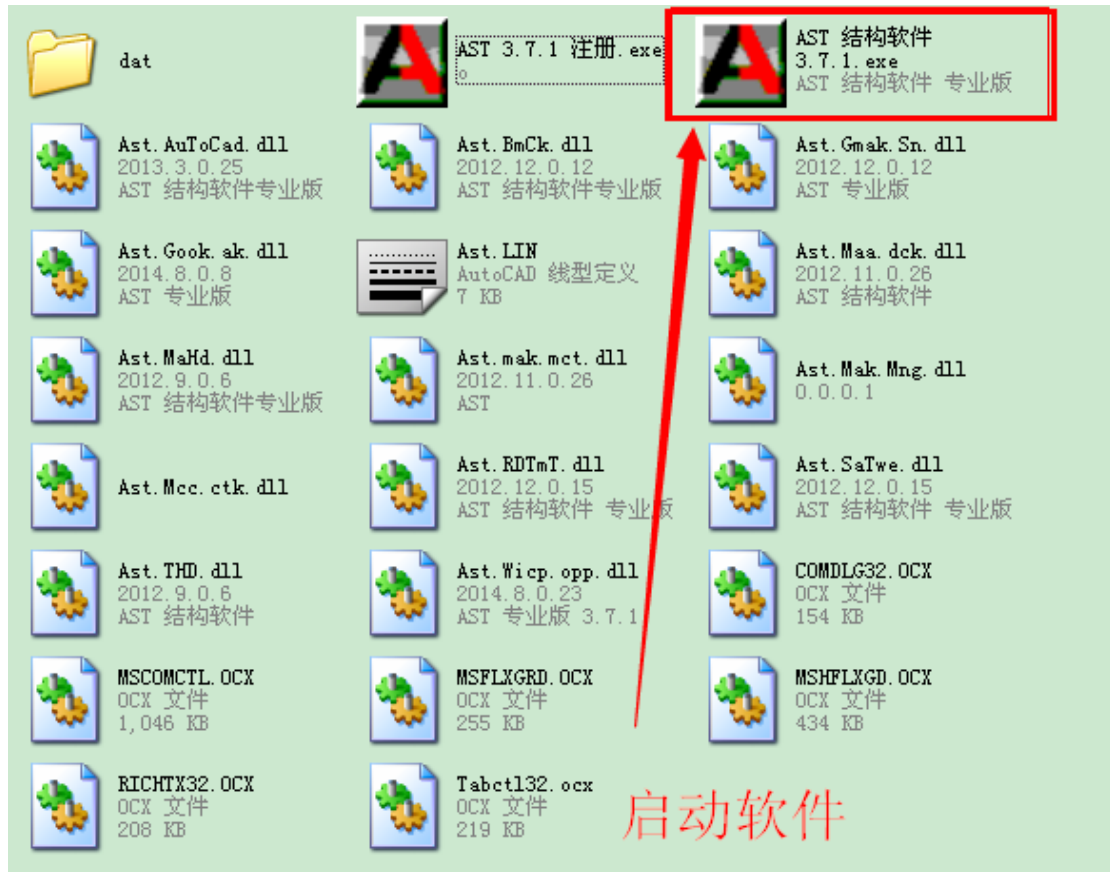 dat
AST 3.7.1 注册.exe
o
AST 结构软件
3.7.1.exe
AST 结构软件 专业版
Ast.AuToCad.dll
2013.3.0.25
AST 结构软件专业版
Ast.BmCk.dll
2012.12.0.12
AST 结构软件专业版
Ast.Gmak.Sn.dll
2012.12.0.12
AST 专业版
Ast.Gook.ak.dll
2014.8.0.8
AST 专业版
Ast.LIN
AutoCAD 线型定义
7 KB
Ast.Maa.dck.dll
2012.11.0.26
AST 结构软件
Ast.MaHd.dll
2012.9.0.6
AST 结构软件专业版
Ast.mak.mct.dll
2012.11.0.26
AST
Ast.Mak.Mng.dll
0.0.0.1
Ast.Mcc.ctk.dll
Ast.RDTmT.dll
2012.12.0.15
AST 结构软件 专业版
Ast.SaTwe.dll
2012.12.0.15
AST 结构软件 专业版
Ast.THD.dll
2012.9.0.6
AST 结构软件
Ast.Wicp.opp.dll
2014.8.0.23
AST 专业版 3.7.1
COMDLG32.OCX
OCX 文件
154 KB
MSCOMCTL.OCX
OCX 文件
1,046 KB
MSFLXGRD.OCX
OCX 文件
255 KB
MSHFLXGD.OCX
OCX 文件
434 KB
RICHTX32.OCX
OCX 文件
208 KB
Tabctl32.ocx
OCX 文件
219 KB
启动软件